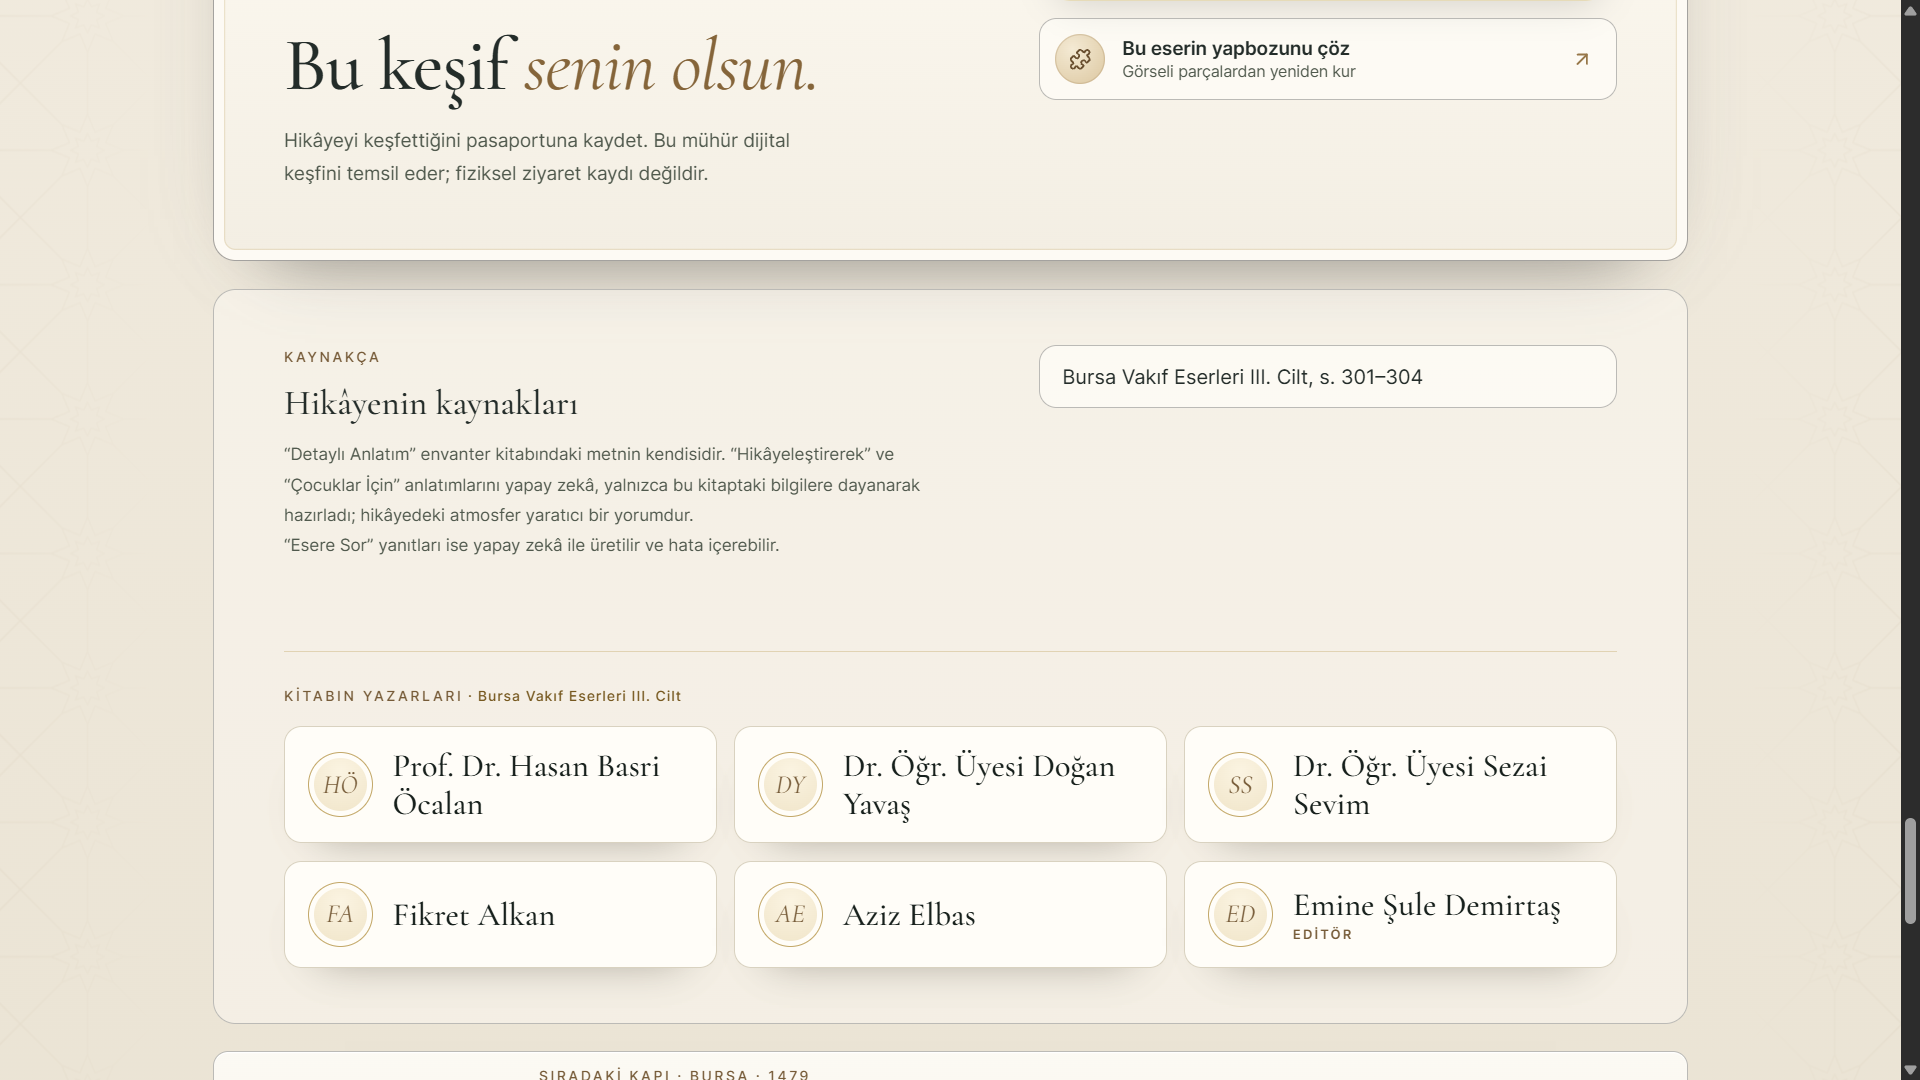 Bu keşif senin olsun.
Hikâyeyi keşfettiğini pasaportuna kaydet. Bu mühür dijital
keşfini temsil eder; fiziksel ziyaret kaydı değildir.
Bu eserin yapbozunu çöz
Görseli parçalardan yeniden kur
KAYNAKÇA
Hikâyenin kaynakları
“Detaylı Anlatım” envanter kitabındaki metnin kendisidir. “Hikâyeleştirerek” ve
“Çocuklar İçin” anlatımlarını yapay zekâ, yalnızca bu kitaptaki bilgilere dayanarak
hazırladı; hikâyedeki atmosfer yaratıcı bir yorumdur.
“Esere Sor” yanıtları ise yapay zekâ ile üretilir ve hata içerebilir.
Bursa Vakıf Eserleri III. Cilt, s. 301–304
KİTABIN YAZARLARI · Bursa Vakıf Eserleri III. Cilt
HÖ
Prof. Dr. Hasan Basri
Öcalan
DY
Dr. Öğr. Üyesi Doğan
Yavaş
SS
Dr. Öğr. Üyesi Sezai
Sevim
FA
Fikret Alkan
AE
Aziz Elbas
ED
Emine Şule Demirtaş
EDİTÖR
SIRADAKİ KAPI · BURSA · 1479